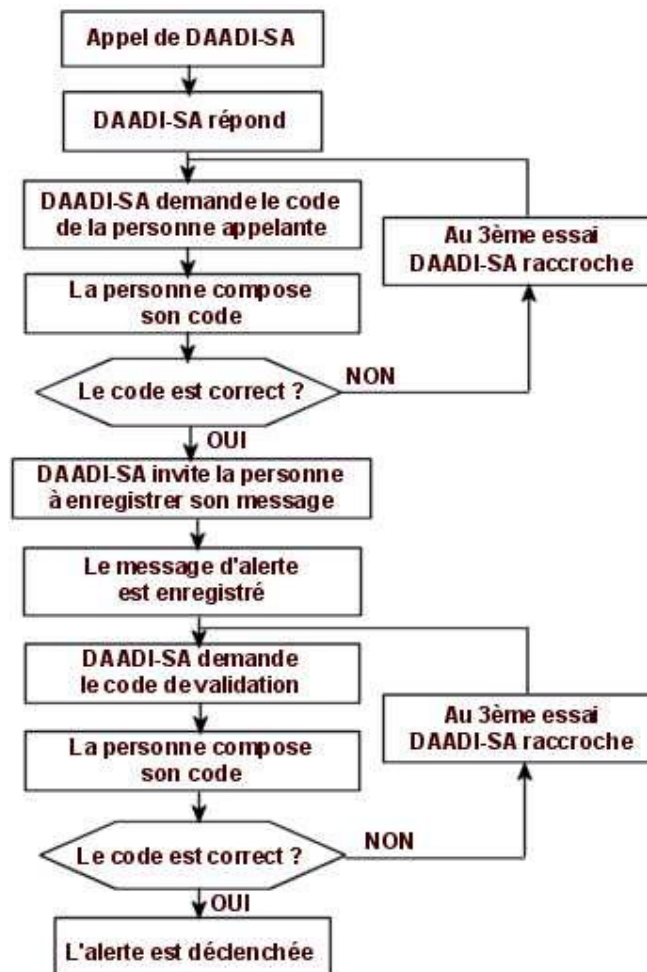 Appel de DAADI-SA
DAADI-SA répond
DAADI-SA demande le code
de la personne appelante
Au 3ème essai
DAADI-SA raccroche
La personne compose
son code
Le code est correct ?
NON
OUI
DAADI-SA invite la personne
à enregistrer son message
Le message d'alerte
est enregistré
DAADI-SA demande
le code de validation
Au 3ème essai
DAADI-SA raccroche
La personne compose
son code
Le code est correct ?
NON
OUI
L'alerte est déclenchée